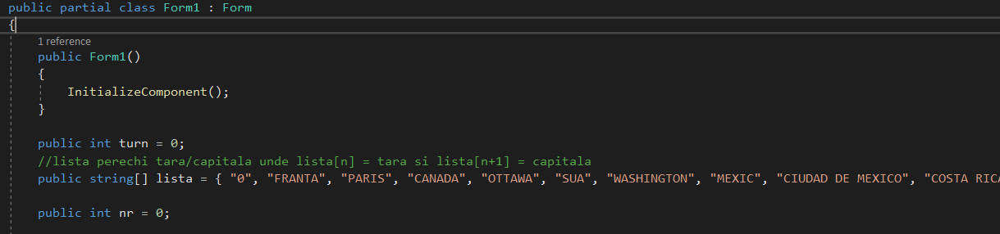 public partial class Form1 : Form
{
1 reference
public Form1()
{
InitializeComponent();
}
public int turn = 0;
//lista perechi tara/capitala unde lista[n] = tara si lista[n+1] = capitala
public string[] lista = { "0", "FRANTA", "PARIS", "CANADA", "OTTAWA", "SUA", "WASHINGTON", "MEXIC", "CIUDAD DE MEXICO", "COSTA RICA
public int nr = 0;